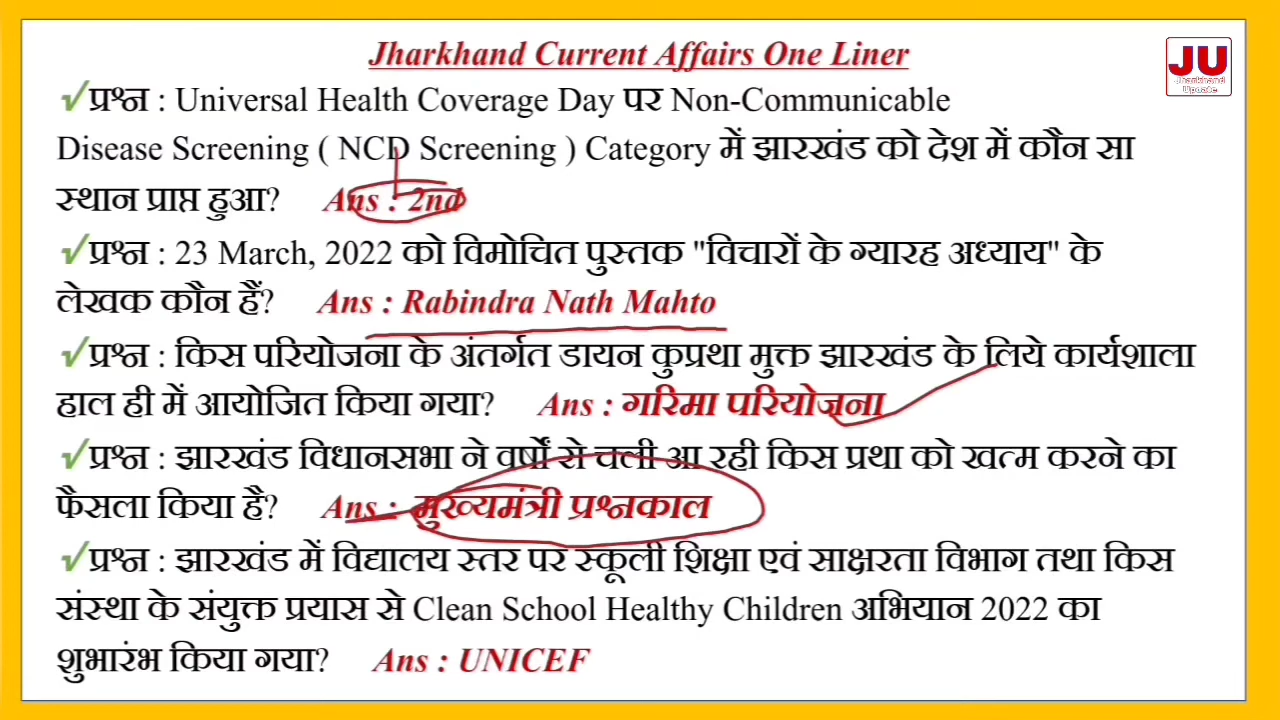 Jharkhand Current Affairs One Liner
JU
Jharkhand
Update
✓प्रश्न : Universal Health Coverage Day पर Non-Communicable
Disease Screening ( NCD Screening ) Category में झारखंड को देश में कौन सा
स्थान प्राप्त हुआ? Ans : 2nd
✓प्रश्न : 23 March, 2022 को विमोचित पुस्तक "विचारों के ग्यारह अध्याय" के
लेखक कौन हैं? Ans : Rabindra Nath Mahto
✓प्रश्न : किस परियोजना के अंतर्गत डायन कुप्रथा मुक्त झारखंड के लिये कार्यशाला
हाल ही में आयोजित किया गया? Ans : गरिमा परियोजना
✓प्रश्न : झारखंड विधानसभा ने वर्षों से चली आ रही किस प्रथा को खत्म करने का
फैसला किया है? Ans : मुख्यमंत्री प्रश्नकाल
✓प्रश्न : झारखंड में विद्यालय स्तर पर स्कूली शिक्षा एवं साक्षरता विभाग तथा किस
संस्था के संयुक्त प्रयास से Clean School Healthy Children अभियान 2022 का
शुभारंभ किया गया? Ans : UNICEF